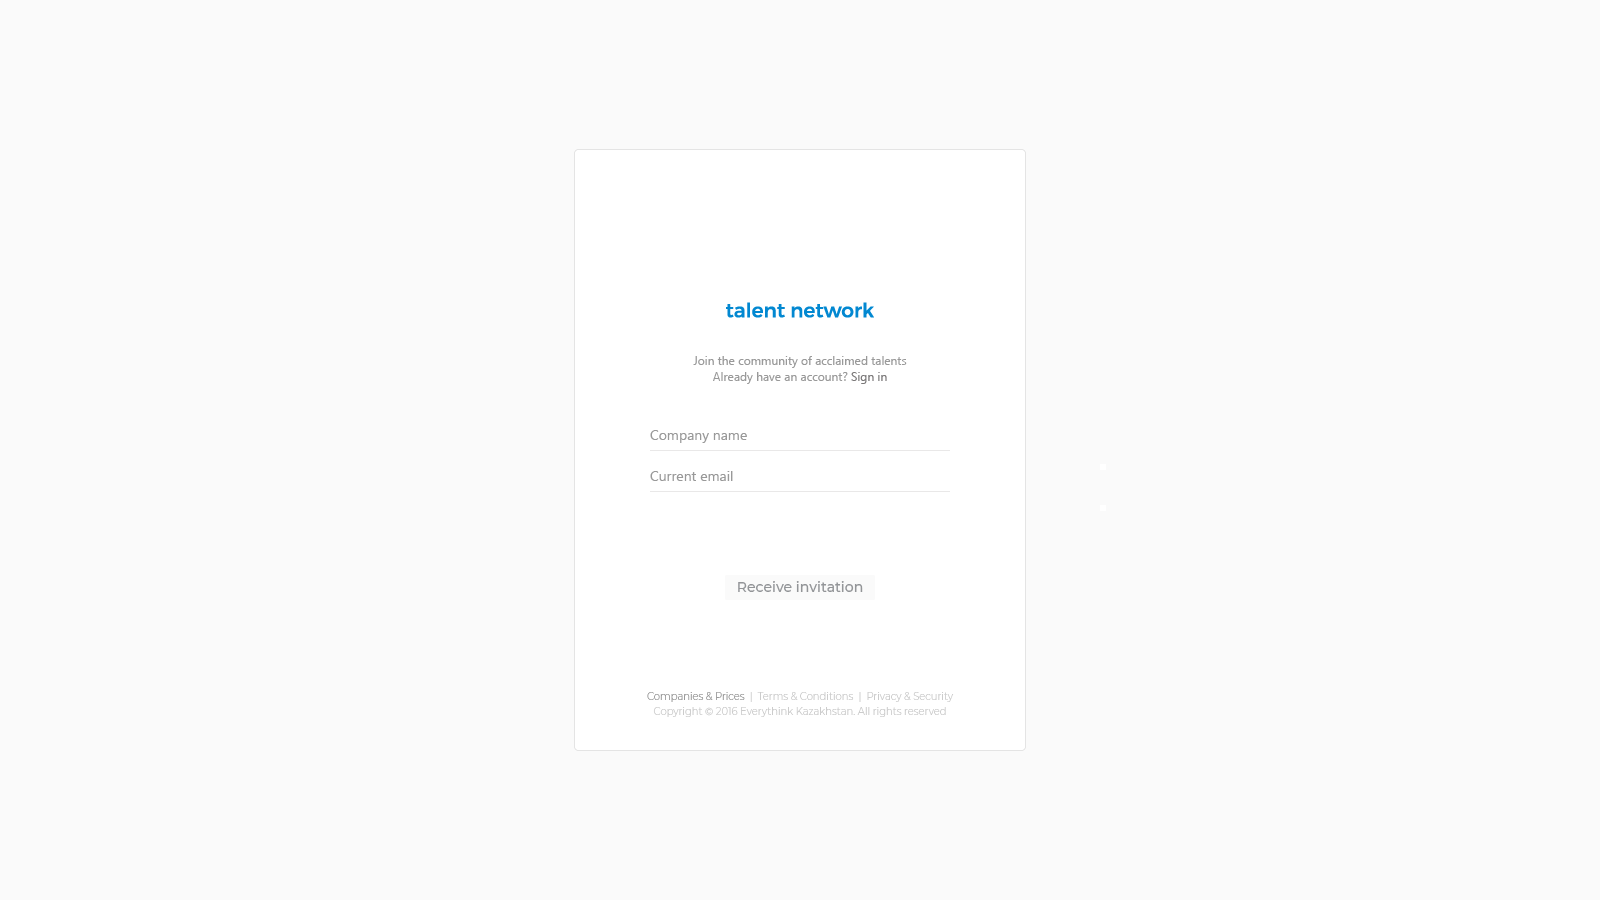 talent network
Join the community of acclaimed talents
Already have an account? Sign in
Company name
Current email
Receive invitation
Companies & Prices | Terms & Conditions | Privacy & Security
Copyright © 2016 Everythink Kazakhstan. All rights reserved